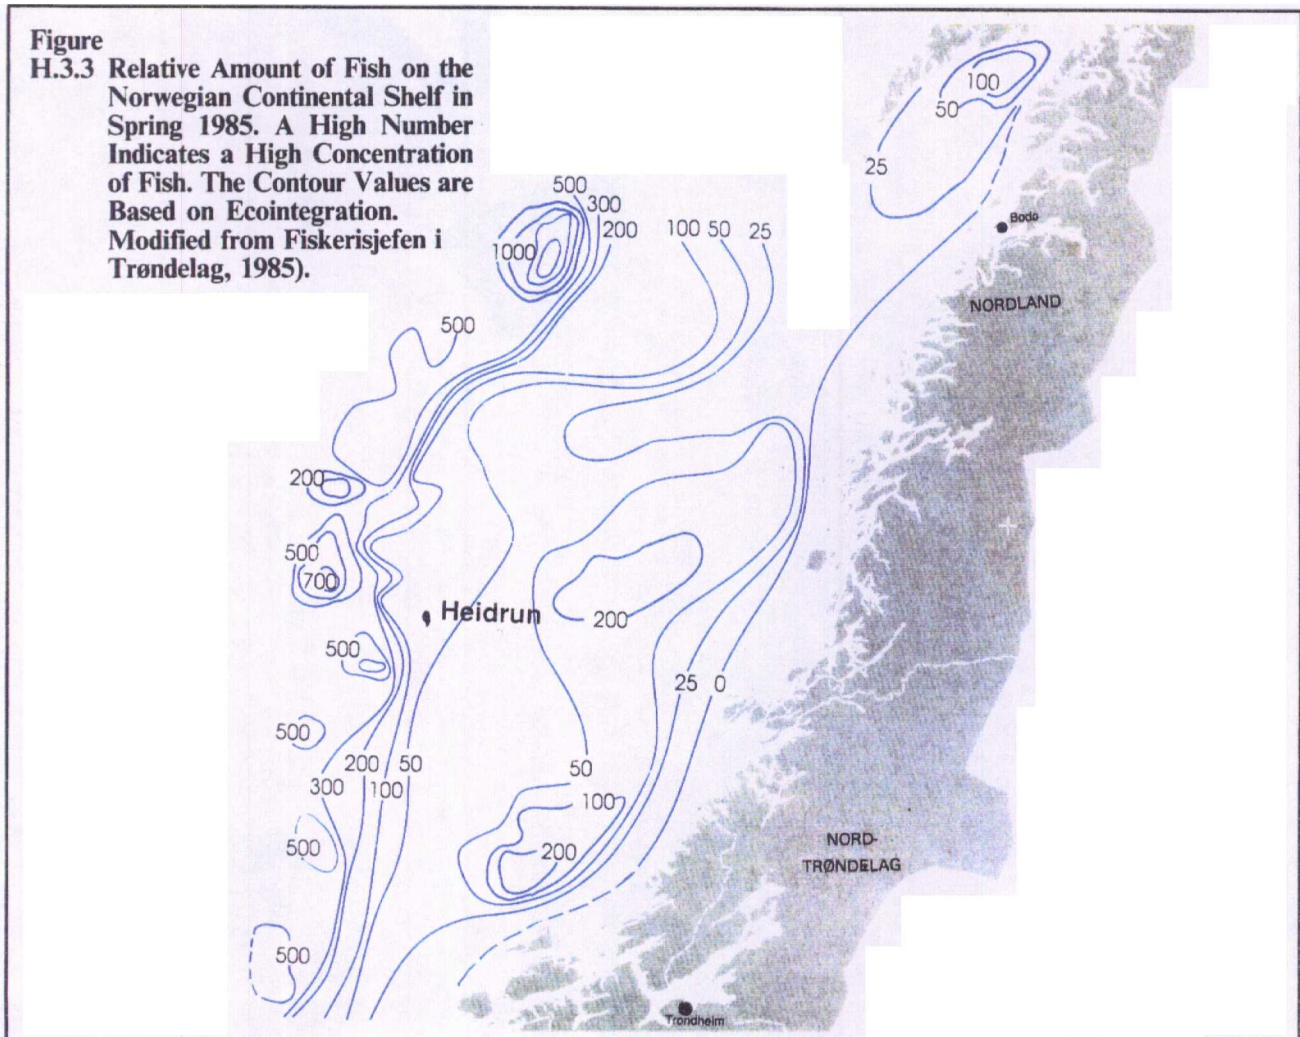 Figure
H.3.3 Relative Amount of Fish on the
Norwegian Continental Shelf in
Spring 1985. A High Number
Indicates a High Concentration
of Fish. The Contour Values are
Based on Ecointegration.
Modified from Fiskerisjefen i
Trøndelag, 1985).
100
50
25
500
300
200
100
50
25
1000
Bodø
NORDLAND
500
200
500
700
Heidrun
200
500
25
0
500
200
50
300
100
50
100
500
200
NORD-
TRØNDELAG
500
Trondheim